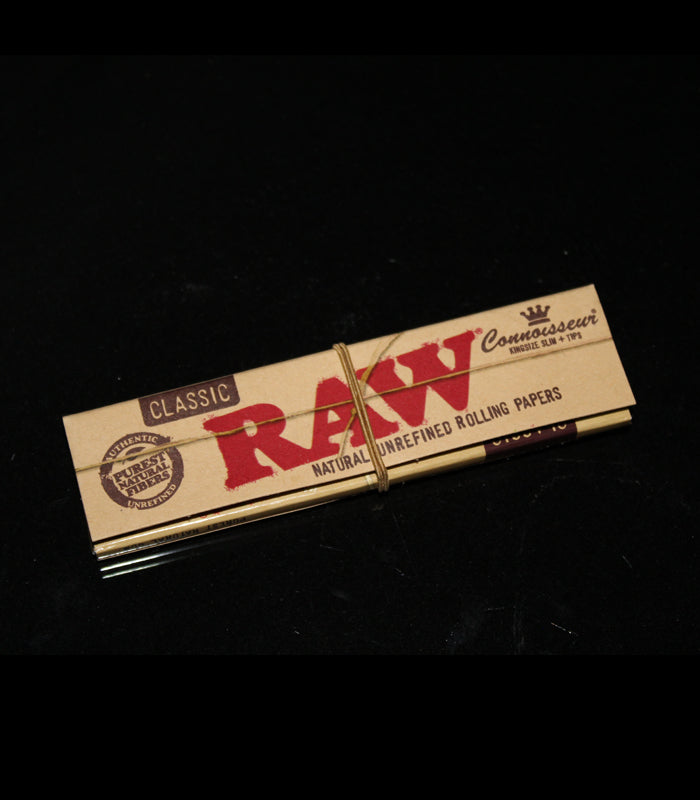 CLASSIC
RAW®
Connoisseur®
KINGSIZE SLIM + TIPS
NATURAL UNREFINED ROLLING PAPERS
AUTHENTIC
PUREST
NATURAL
FIBERS
UNREFINED